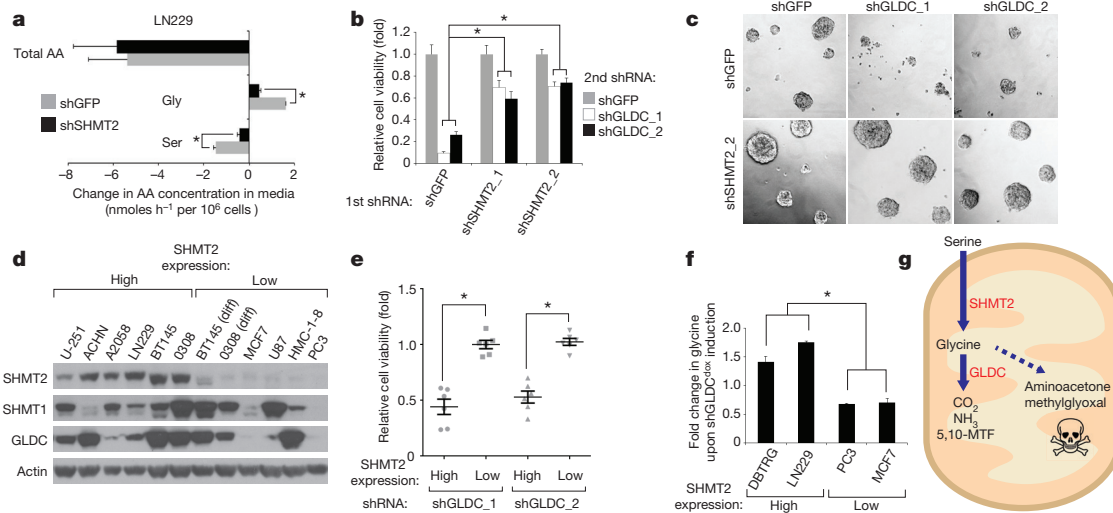 a
LN229
Total AA
Gly
Ser
shGFP
shSHMT2
*
*
–8 –6 –4 –2 0 2 4
Change in AA concentration in media
(nmoles h–1 per 106 cells )
b
Relative cell viability (fold)
1.2
1.0
0.8
0.6
0.4
0.2
0
*
*
2nd shRNA:
shGFP
shGLDC_1
shGLDC_2
1st shRNA:
shGFP
shSHMT2_1
shSHMT2_2
c
shGFP shGLDC_1 shGLDC_2
shGFP
shSHMT2_2
d
SHMT2
expression:
High Low
U-251
ACHN
A2058
LN229
BT145
0308
BT145 (diff)
0308 (diff)
MCF7
U87
HMC-1-8
PC3
SHMT2
SHMT1
GLDC
Actin
e
Relative cell viability (fold)
1.5
1.0
0.5
0
*
*
SHMT2
expression:
High Low High Low
shRNA: shGLDC_1 shGLDC_2
f
Fold change in glycine
upon shGLDCdox induction
2.0
1.5
1.0
0.5
0
*
DBTRG
LN229
PC3
MCF7
SHMT2
expression:
High Low
g
Serine
SHMT2
Glycine
GLDC
CO2
NH3
5,10-MTF
Aminoacetone
methylglyoxal